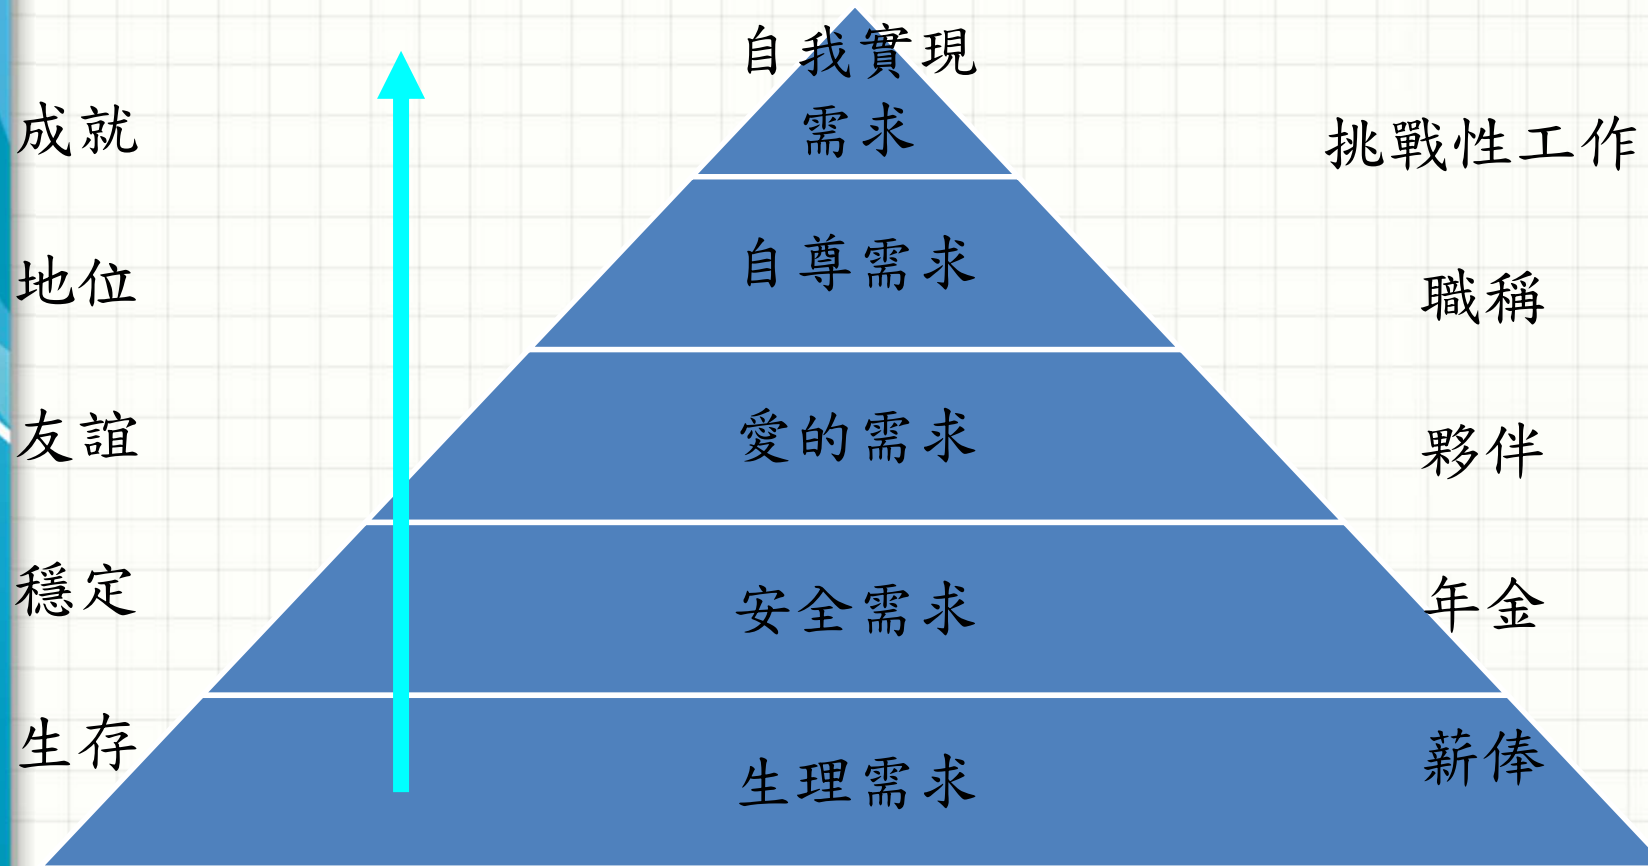 自我實現
需求
成就
挑戰性工作
自尊需求
地位
職稱
愛的需求
友誼
夥伴
安全需求
穩定
年金
生理需求
生存
薪俸